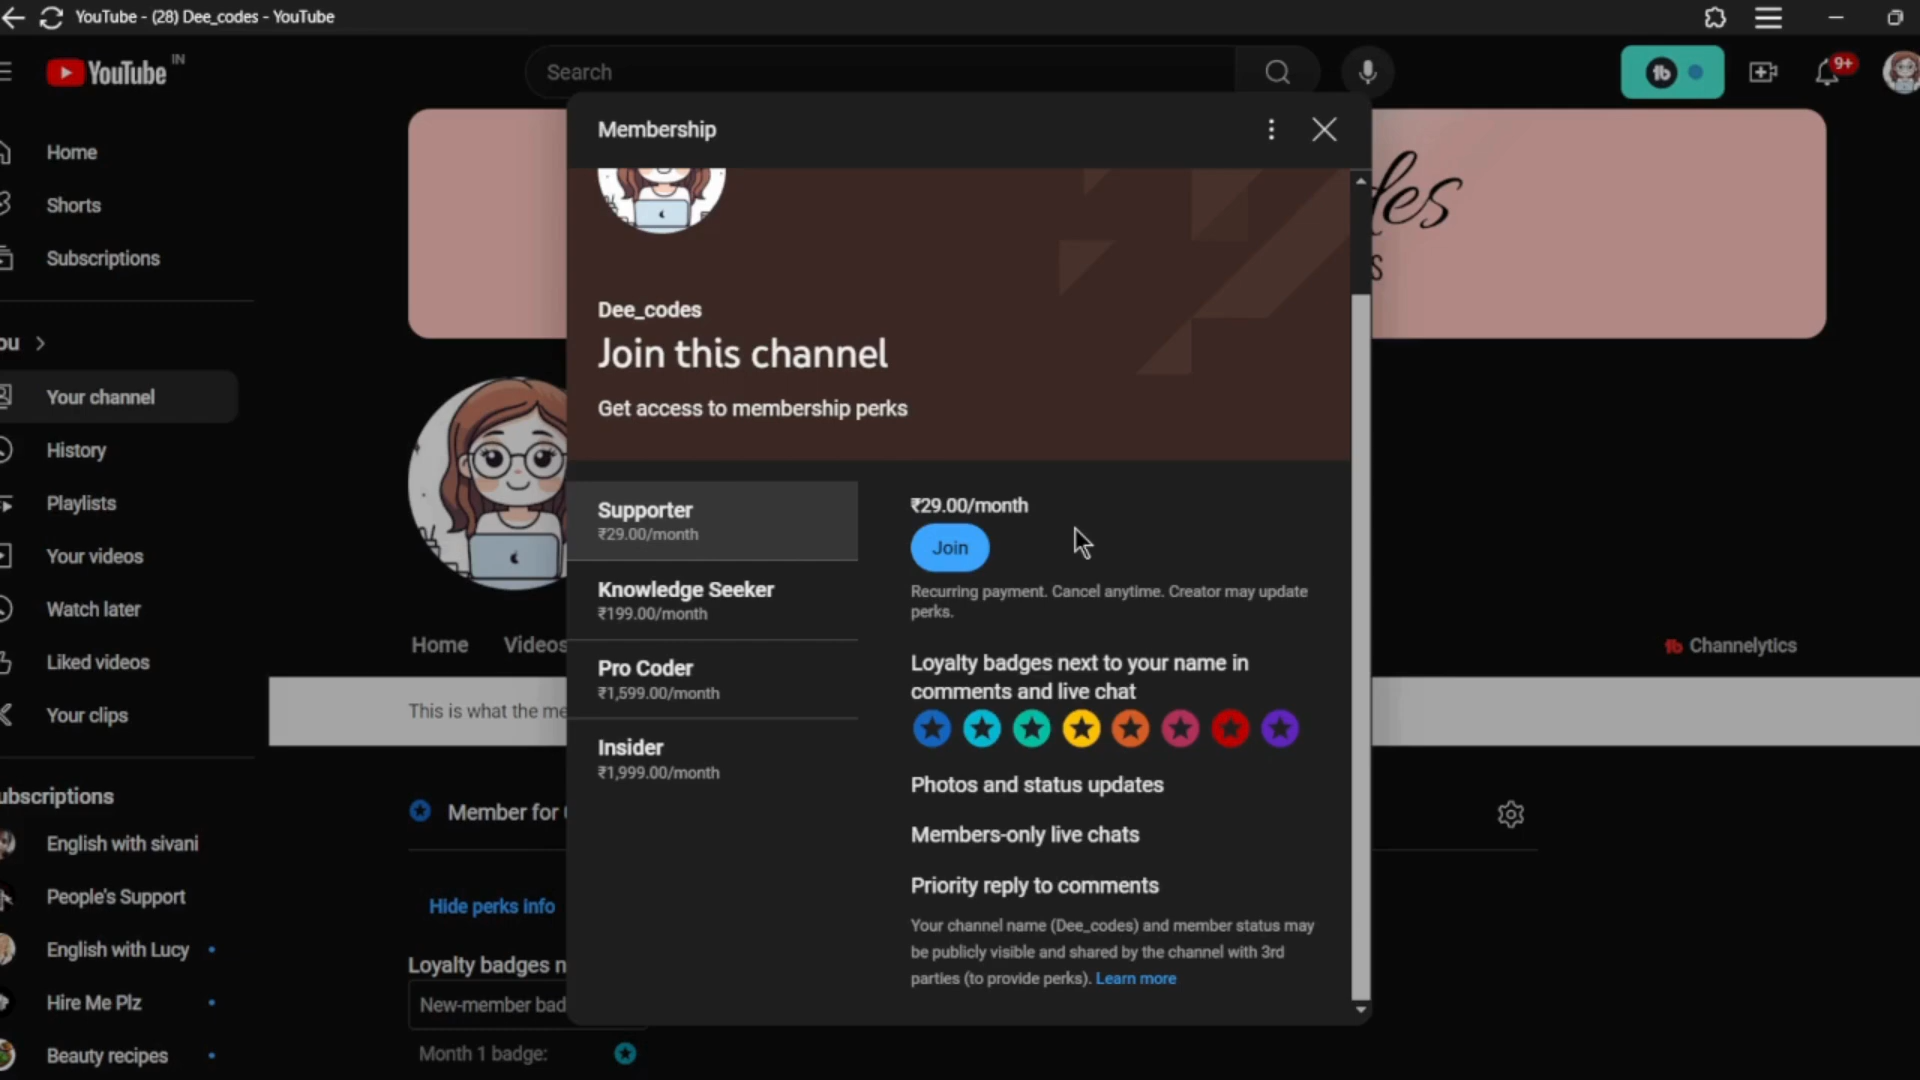 YouTube - (28) Dee_codes - YouTube
YouTube IN
Search
9+
Home
Shorts
Subscriptions
Your channel
History
Playlists
Your videos
Watch later
Liked videos
Your clips
English with sivani
People's Support
English with Lucy
Hire Me Plz
Beauty recipes
Home
Videos
Channelytics
This is what the
Member for
Hide perks info
Loyalty badges
New-member
Month 1 badge:
Membership
Dee_codes
Join this channel
Get access to membership perks
Supporter
₹29.00/month
Knowledge Seeker
₹199.00/month
Pro Coder
₹1,599.00/month
Insider
₹1,999.00/month
₹29.00/month
Join
Recurring payment. Cancel anytime. Creator may update
perks.
Loyalty badges next to your name in
comments and live chat
Photos and status updates
Members-only live chats
Priority reply to comments
Your channel name (Dee_codes) and member status may
be publicly visible and shared by the channel with 3rd
parties (to provide perks). Learn more